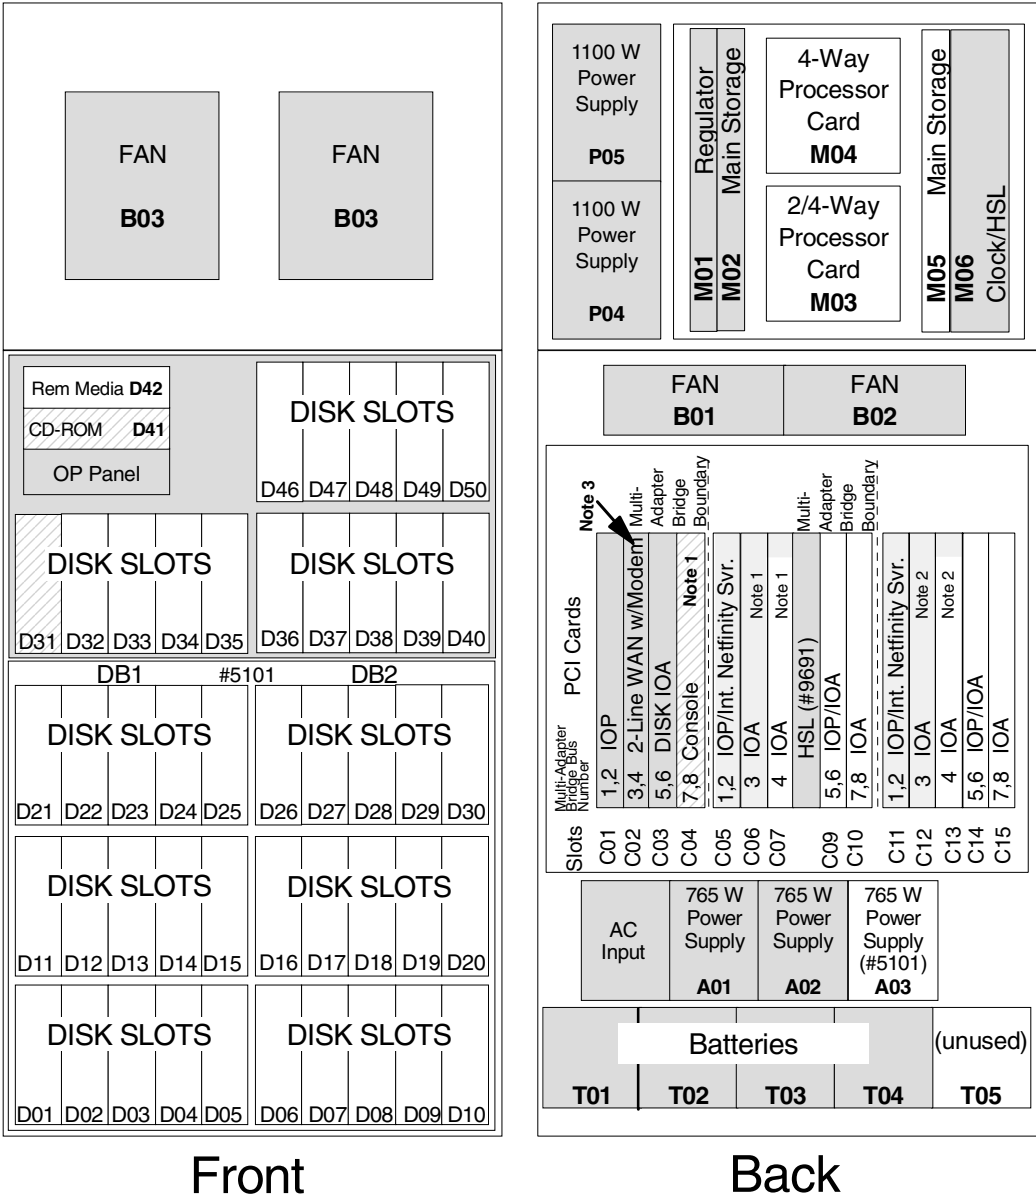 FAN
B03
FAN
B03
Rem Media D42
CD-ROM D41
OP Panel
DISK SLOTS
D46 D47 D48 D49 D50
DISK SLOTS
D31 D32 D33 D34 D35
DISK SLOTS
D36 D37 D38 D39 D40
DB1 #5101 DB2
DISK SLOTS
D21 D22 D23 D24 D25
DISK SLOTS
D26 D27 D28 D29 D30
DISK SLOTS
D11 D12 D13 D14 D15
DISK SLOTS
D16 D17 D18 D19 D20
DISK SLOTS
D01 D02 D03 D04 D05
DISK SLOTS
D06 D07 D08 D09 D10
Front
1100 W
Power
Supply
P05
1100 W
Power
Supply
P04
M01 Regulator
M02 Main Storage
4-Way
Processor
Card
M04
2/4-Way
Processor
Card
M03
M05 Main Storage
M06
Clock/HSL
FAN
B01
FAN
B02
PCI Cards
Multi-Adapter
Bridge Bus
Number
Slots
Note 3
Multi-
Adapter
Bridge
Boundary
Multi-
Adapter
Bridge
Boundary
C01 1,2 IOP
C02 3,4 2-Line WAN w/Modem
C03 5,6 DISK IOA
C04 7,8 Console Note 1
C05 1,2 IOP/Int. Netfinity Svr.
C06 3 IOA Note 1
C07 4 IOA Note 1
HSL (#9691)
C09 5,6 IOP/IOA
C10 7,8 IOA
C11 1,2 IOP/Int. Netfinity Svr.
C12 3 IOA Note 2
C13 4 IOA Note 2
C14 5,6 IOP/IOA
C15 7,8 IOA
AC
Input
765 W
Power
Supply
A01
765 W
Power
Supply
A02
765 W
Power
Supply
(#5101)
A03
Batteries
(unused)
T01 T02 T03 T04 T05
Back